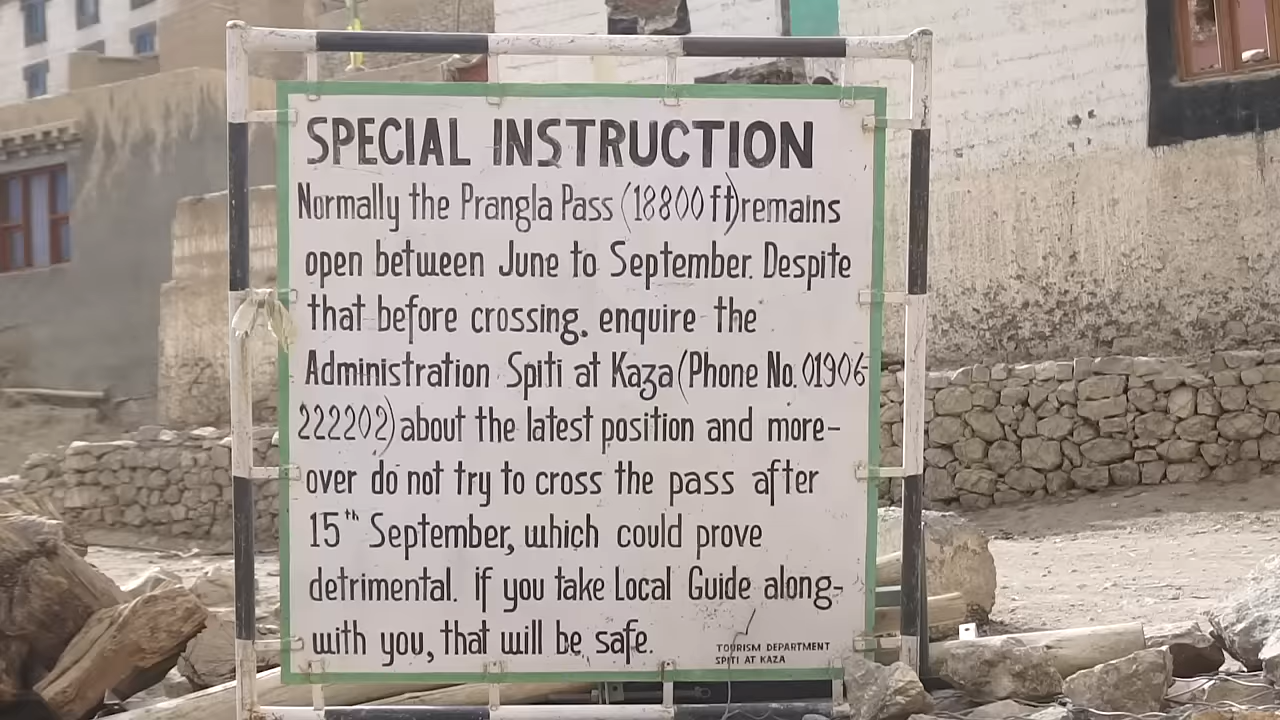 SPECIAL INSTRUCTION
Normally the Prangla Pass (18800 ft) remains
open between June to September. Despite
that before crossing, enquire the
Administration Spiti at Kaza (Phone No. 01906-
222202) about the latest position and more-
over do not try to cross the pass after
15th September, which could prove
detrimental. If you take Local Guide along-
with you, that will be safe.
TOURISM DEPARTMENT
SPITI AT KAZA